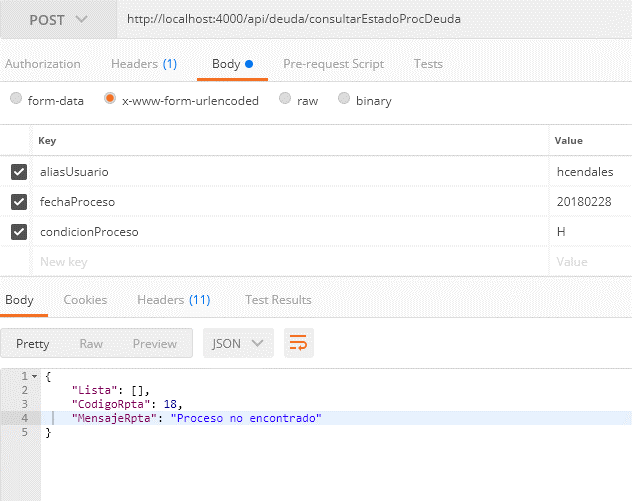 POST http://localhost:4000/api/deuda/consultarEstadoProcDeuda
Authorization Headers (1) Body Pre-request Script Tests
form-data x-www-form-urlencoded raw binary
Key Value
aliasUsuario hcendales
fechaProceso 20180228
condicionProceso H
New key Value
Body Cookies Headers (11) Test Results
Pretty Raw Preview JSON
1 {
2 "Lista": [],
3 "CodigoRpta": 18,
4 "MensajeRpta": "Proceso no encontrado"
5 }